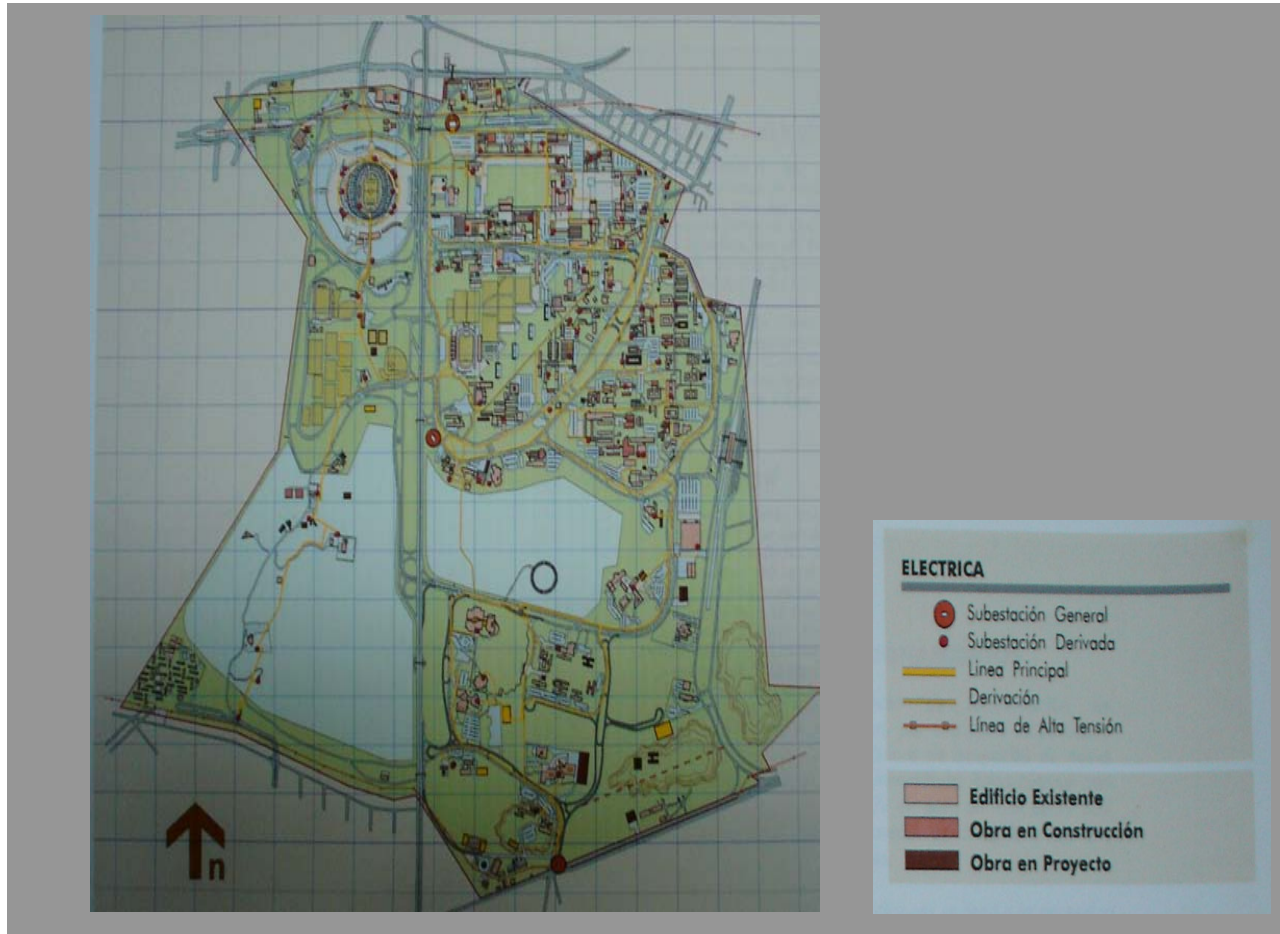 n
ELECTRICA
Subestación General
Subestación Derivada
Linea Principal
Derivación
Línea de Alta Tensión
Edificio Existente
Obra en Construcción
Obra en Proyecto